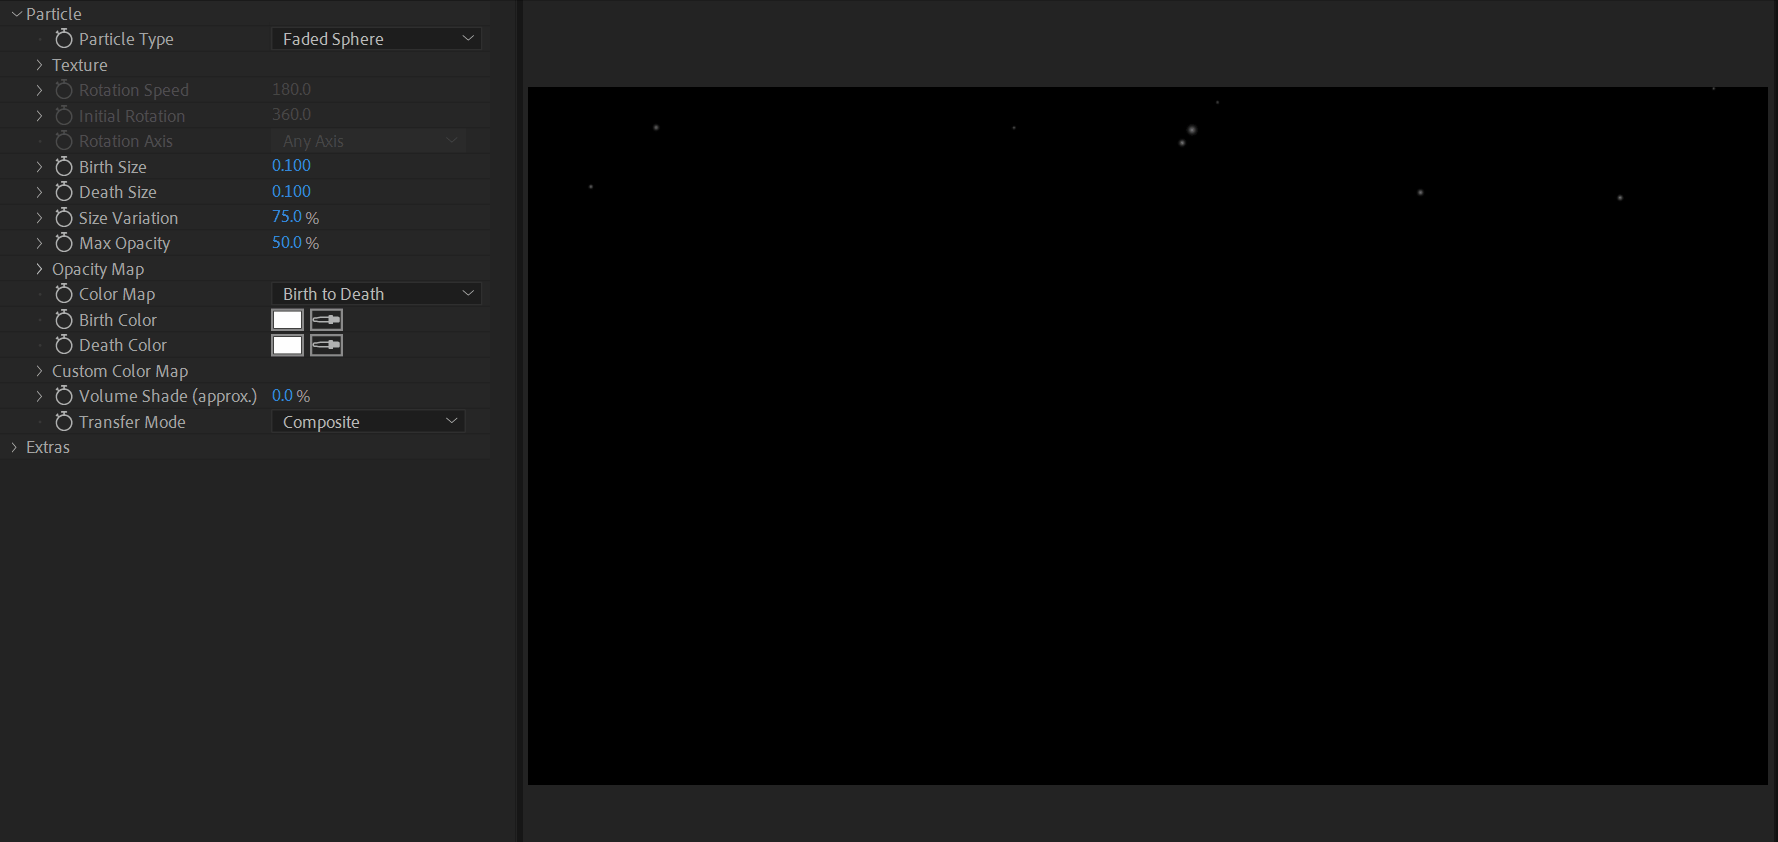 Particle
Particle Type Faded Sphere
Texture
Rotation Speed 180.0
Initial Rotation 360.0
Rotation Axis Any Axis
Birth Size 0.100
Death Size 0.100
Size Variation 75.0 %
Max Opacity 50.0 %
Opacity Map
Color Map Birth to Death
Birth Color
Death Color
Custom Color Map
Volume Shade (approx.) 0.0 %
Transfer Mode Composite
Extras